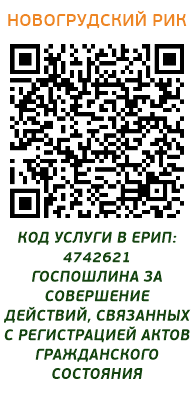 НОВОГРУДСКИЙ РИК
КОД УСЛУГИ В ЕРИП:
4742621
ГОСПОШЛИНА ЗА
СОВЕРШЕНИЕ
ДЕЙСТВИЙ, СВЯЗАННЫХ
С РЕГИСТРАЦИЕЙ АКТОВ
ГРАЖДАНСКОГО
СОСТОЯНИЯ